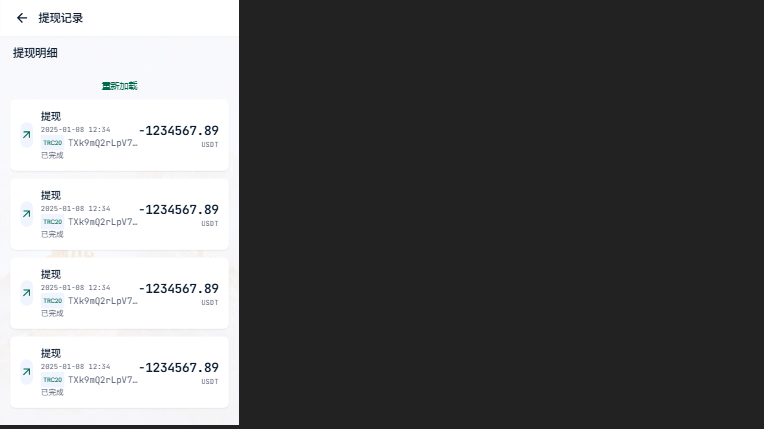 提现记录
提现明细
重新加载
提现
2025-01-08 12:34
TRC20 TXk9mQ2rLpV7…
已完成
-1234567.89
USDT
提现
2025-01-08 12:34
TRC20 TXk9mQ2rLpV7…
已完成
-1234567.89
USDT
提现
2025-01-08 12:34
TRC20 TXk9mQ2rLpV7…
已完成
-1234567.89
USDT
提现
2025-01-08 12:34
TRC20 TXk9mQ2rLpV7…
已完成
-1234567.89
USDT